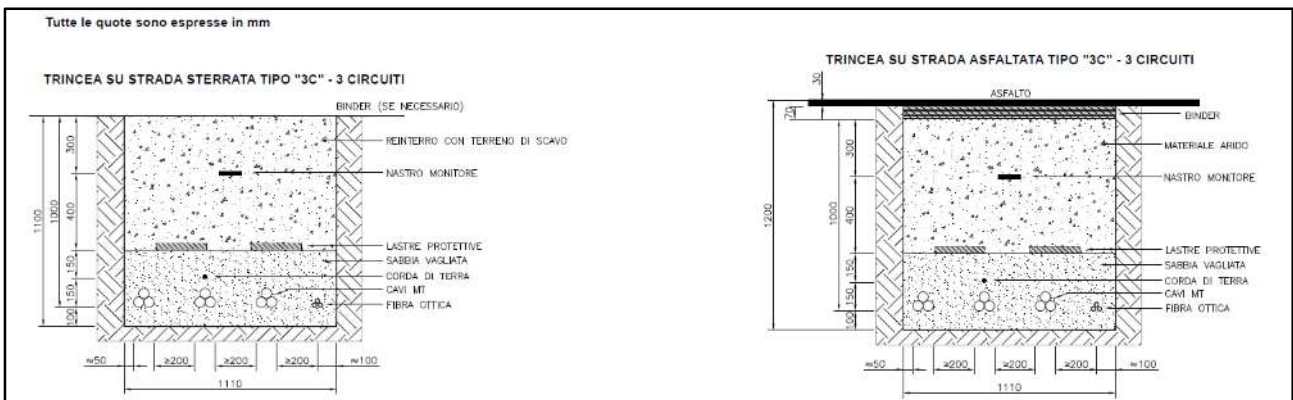 Tutte le quote sono espresse in mm
TRINCEA SU STRADA STERRATA TIPO "3C" - 3 CIRCUITI
BINDER (SE NECESSARIO)
REINTERRO CON TERRENO DI SCAVO
NASTRO MONITORE
LASTRE PROTETTIVE
SABBIA VAGLIATA
CORDA DI TERRA
CAVI MT
FIBRA OTTICA
1100
1000
300
400
150
150
100
≈50 ≥200 ≥200 ≥200 ≈100
1110
TRINCEA SU STRADA ASFALTATA TIPO "3C" - 3 CIRCUITI
30
70
ASFALTO
BINDER
MATERIALE ARIDO
NASTRO MONITORE
LASTRE PROTETTIVE
SABBIA VAGLIATA
CORDA DI TERRA
CAVI MT
FIBRA OTTICA
1200
1000
300
400
150
150
100
≈50 ≥200 ≥200 ≥200 ≈100
1110